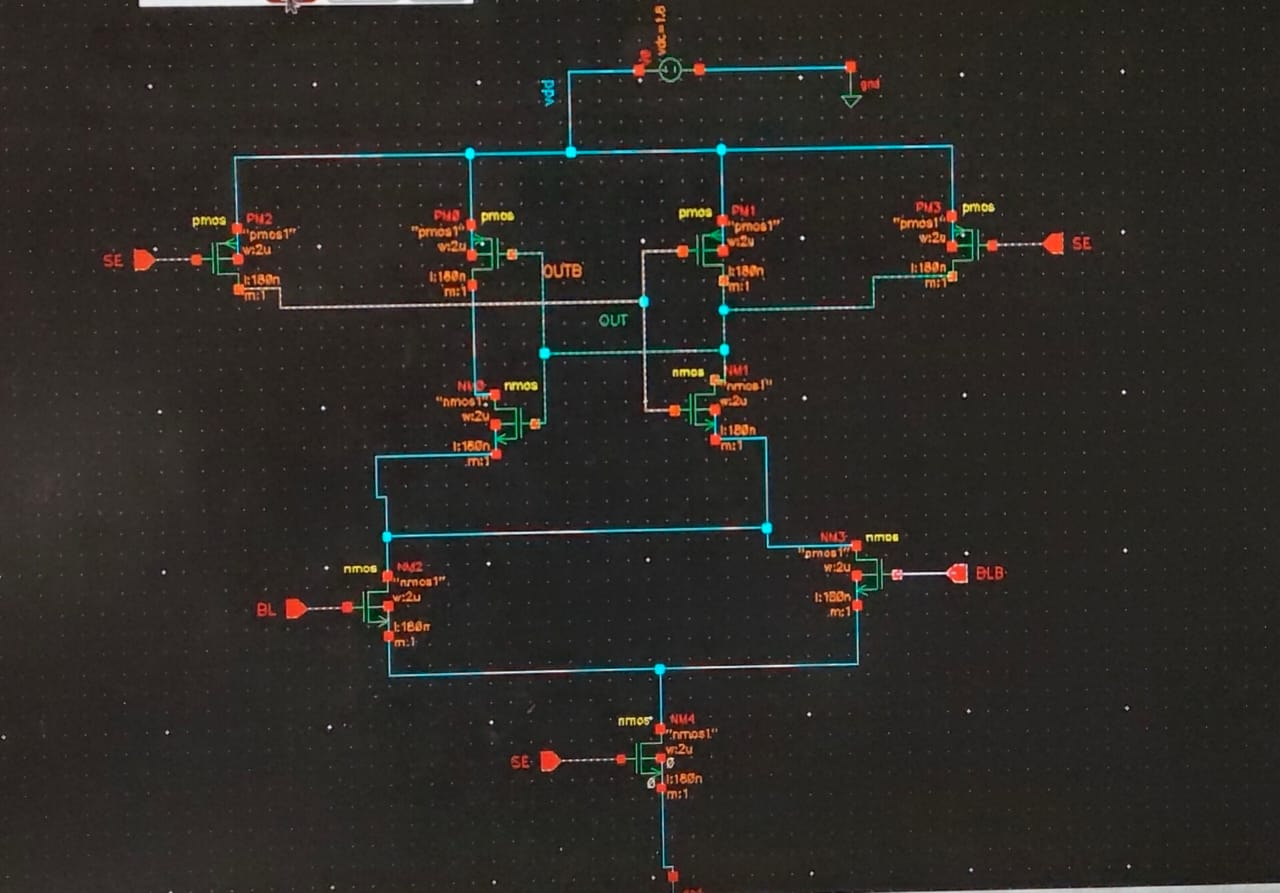 vdc=1.8
V0
vdd
gnd
pmos
PM2
"pmos1"
w:2u
l:180n
m:1
SE
PM0
pmos
"pmos1"
w:2u
l:180n
m:1
pmos
PM1
"pmos1"
w:2u
l:180n
m:1
PM3
pmos
"pmos1"
w:2u
l:180n
m:1
SE
OUTB
OUT
nmos
"nmos1"
w:2u
l:180n
m:1
nmos
NM1
"nmos1"
w:2u
l:180n
m:1
nmos
NM2
"nmos1"
w:2u
l:180n
m:1
BL
NM3
nmos
"pmos1"
w:2u
l:180n
m:1
BLB
nmos
NM4
"nmos1"
w:2u
0
0
l:180n
m:1
SE